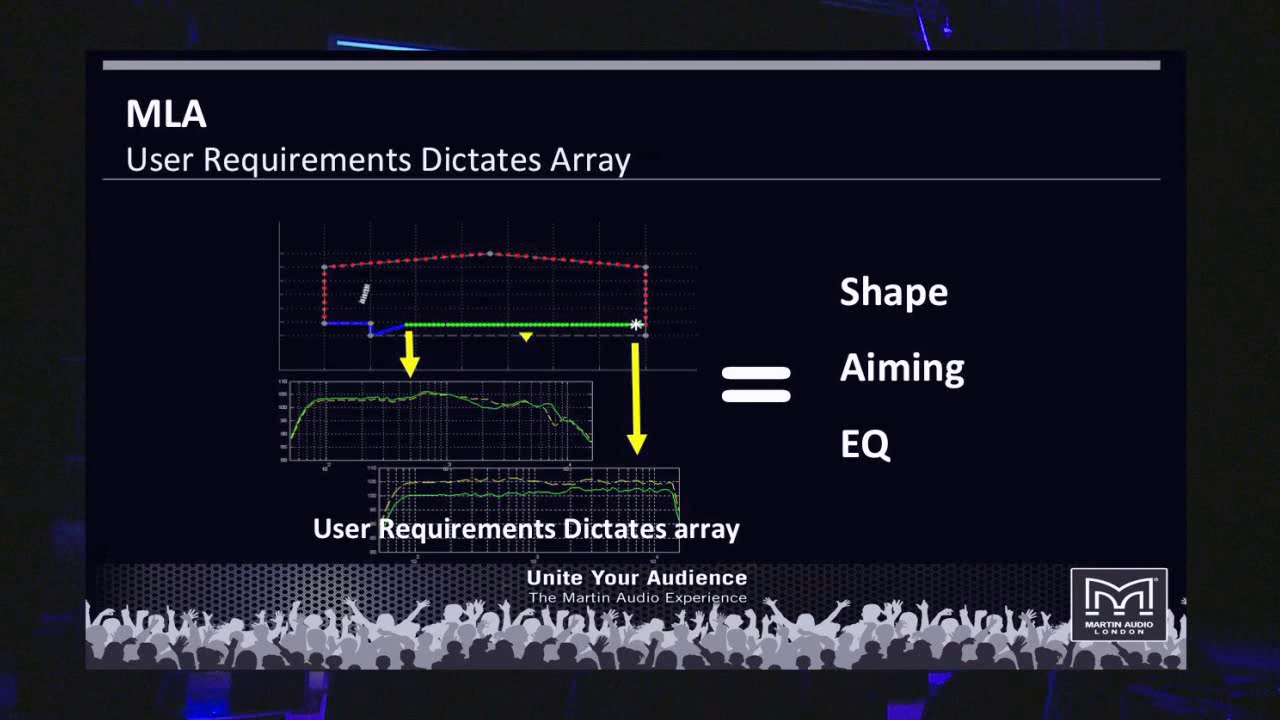 MLA
User Requirements Dictates Array
Shape
Aiming
EQ
=
User Requirements Dictates array
Unite Your Audience
The Martin Audio Experience
MARTIN AUDIO
LONDON